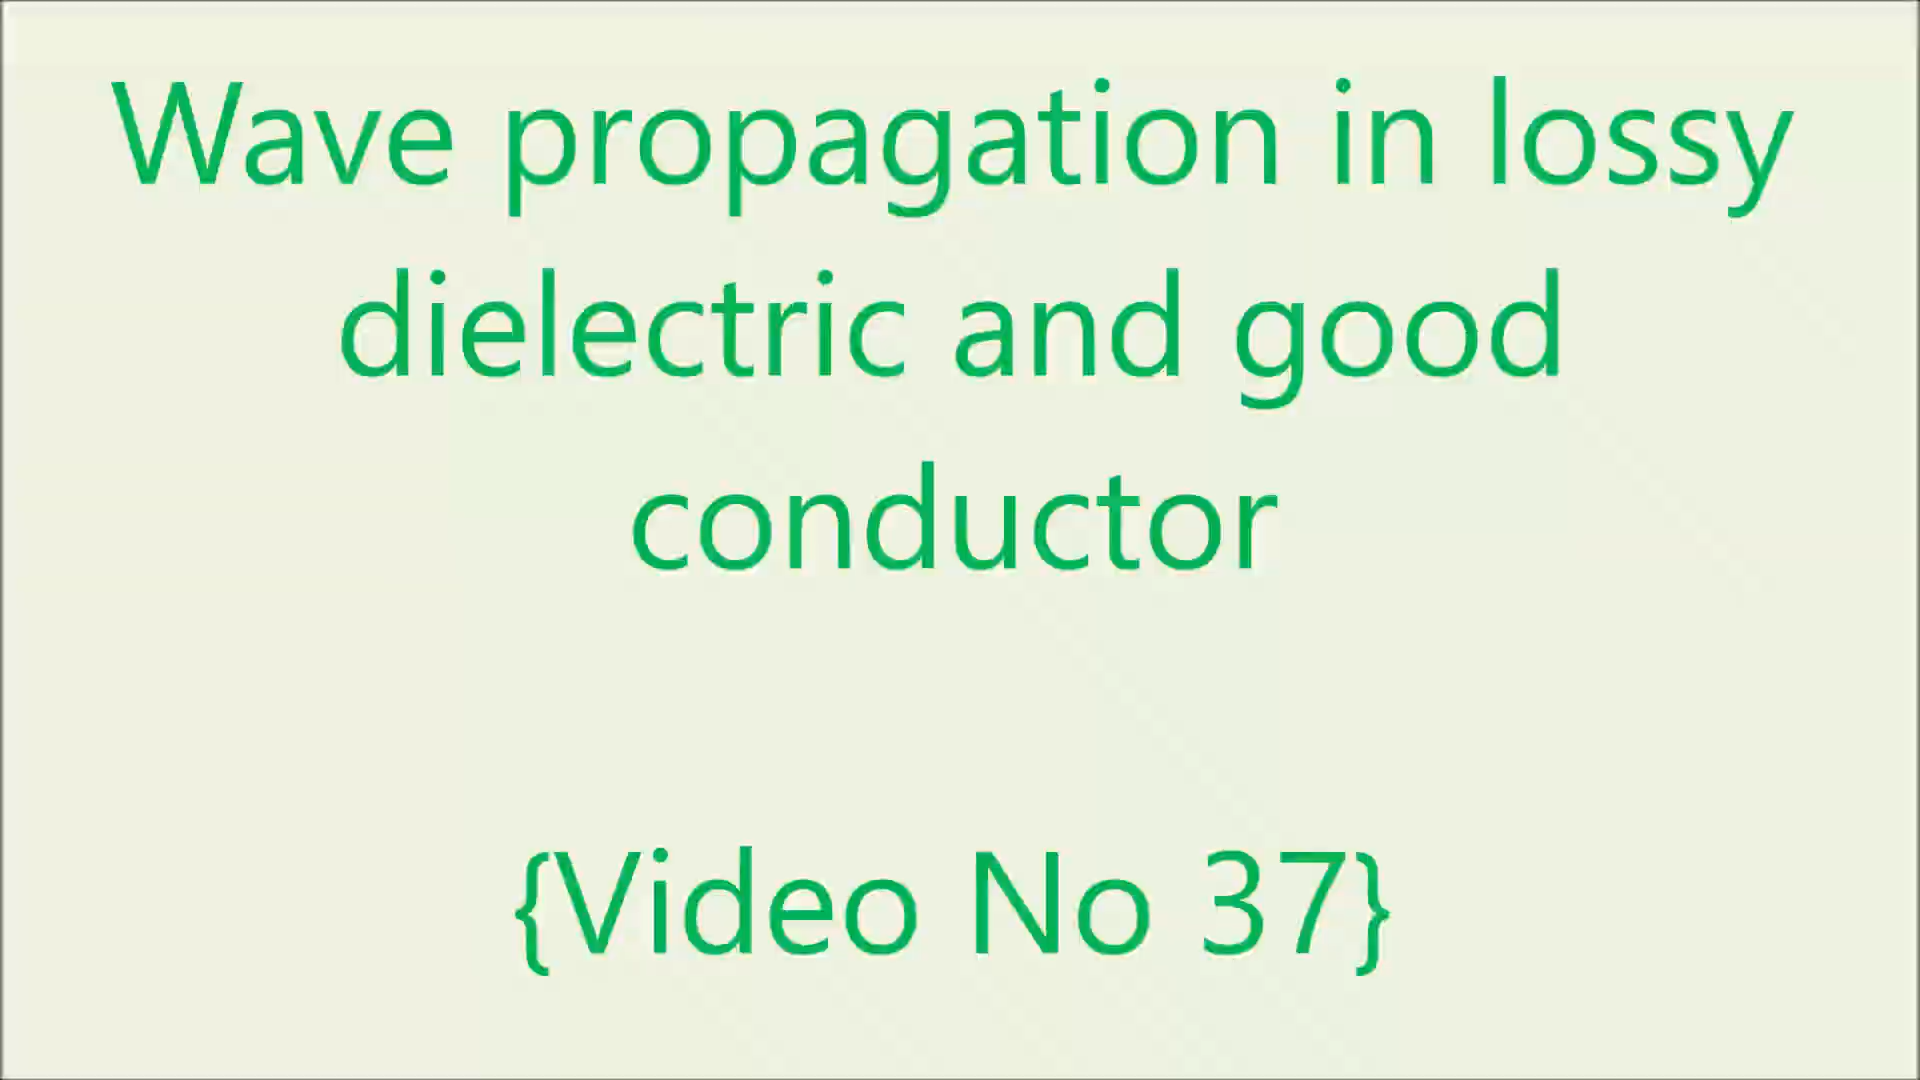 Wave propagation in lossy
dielectric and good
conductor
{Video No 37}